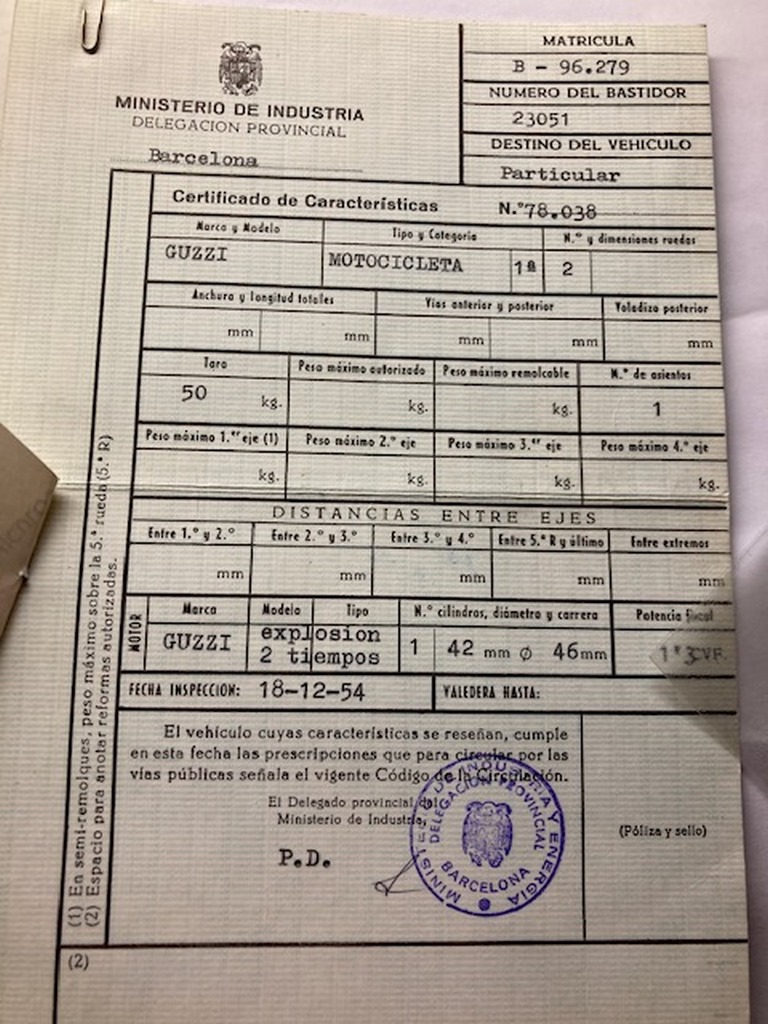 MATRICULA
B - 96.279
NUMERO DEL BASTIDOR
23051
DESTINO DEL VEHICULO
Particular
MINISTERIO DE INDUSTRIA
DELEGACION PROVINCIAL
Barcelona
Certificado de Características N.º 78.038
Marca y Modelo Tipo y Categoría N.º y dimensiones ruedas
GUZZI MOTOCICLETA 1ª 2
Anchura y longitud totales Vías anterior y posterior Voladizo posterior
mm mm mm mm mm
Tara Peso máximo autorizado Peso máximo remolcable N.º de asientos
50 kg. kg. kg. 1
Peso máximo 1.er eje (1) Peso máximo 2.º eje Peso máximo 3.er eje Peso máximo 4.º eje
kg. kg. kg. kg.
DISTANCIAS ENTRE EJES
Entre 1.º y 2.º Entre 2.º y 3.º Entre 3.º y 4.º Entre 5.ª R y último Entre extremos
mm mm mm mm mm
MOTOR
Marca Modelo Tipo N.º cilindros, diámetro y carrera Potencia fiscal
GUZZI explosion 2 tiempos 1 42 mm Ø 46 mm 1'3 CVF.
FECHA INSPECCION: 18-12-54 VALEDERA HASTA:
El vehículo cuyas características se reseñan, cumple
en esta fecha las prescripciones que para circular por las
vías públicas señala el vigente Código de la Circulación.
El Delegado provincial del
Ministerio de Industria,
P.D.
MINISTERIO DE INDUSTRIA Y ENERGIA
DELEGACION PROVINCIAL
BARCELONA
(Póliza y sello)
(1) En semi-remolques, peso máximo sobre la 5.ª rueda (5.ª R)
(2) Espacio para anotar reformas autorizadas.
(2)